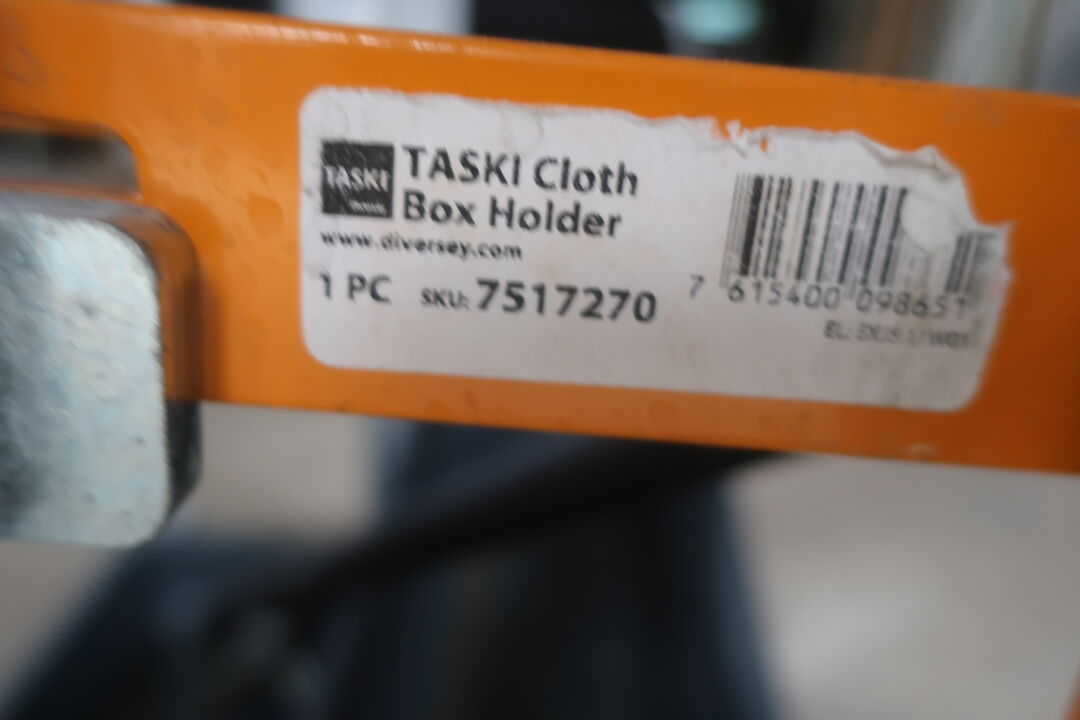 TASKI
TASKI Cloth
Box Holder
www.diversey.com
1 PC SKU: 7517270
7 615400 098651